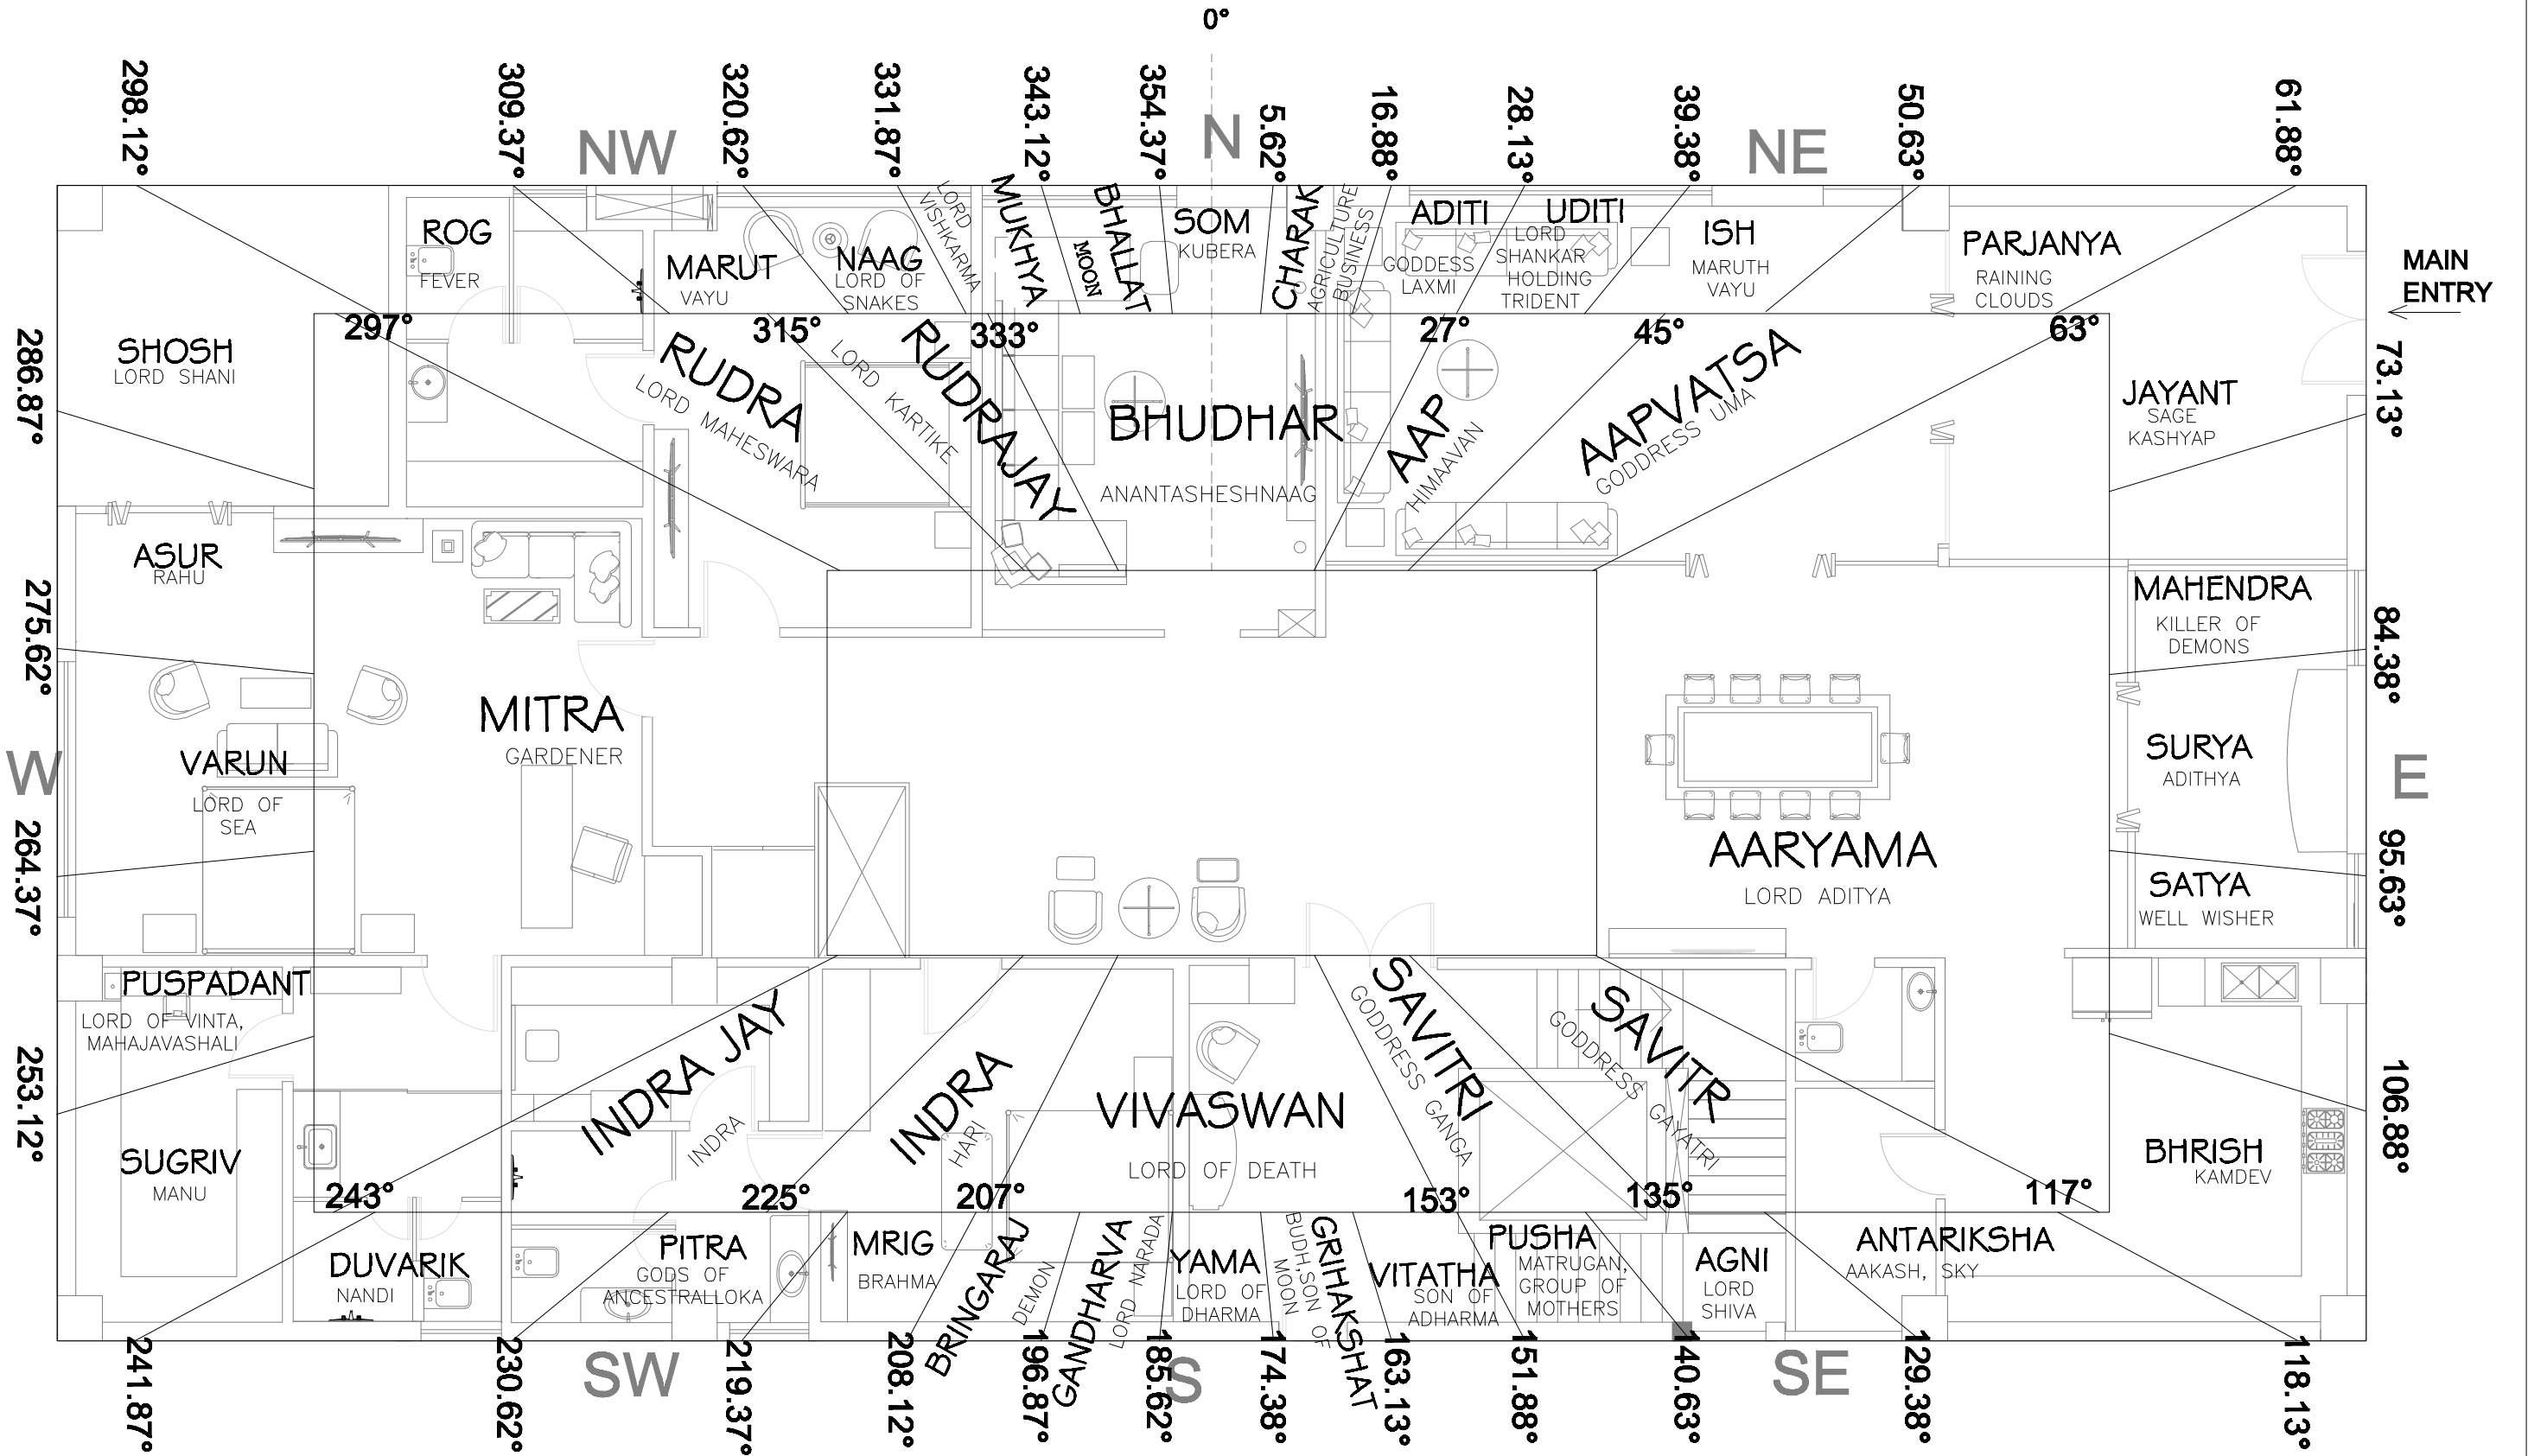 0°
298.12°
309.37°
320.62°
331.87°
343.12°
354.37°
5.62°
16.88°
28.13°
39.38°
50.63°
61.88°
NW
N
NE
ROG
FEVER
MARUT
VAYU
NAAG
LORD OF
SNAKES
LORD
VISHKARMA
MUKHYA
MOON
BHALLAT
SOM
KUBERA
CHARAK
AGRICULTURE
BUSINESS
ADITI
GODDESS
LAXMI
UDITI
LORD
SHANKAR
HOLDING
TRIDENT
ISH
MARUTH
VAYU
PARJANYA
RAINING
CLOUDS
MAIN
ENTRY
286.87°
SHOSH
LORD SHANI
297°
315°
333°
27°
45°
63°
73.13°
RUDRA
LORD MAHESWARA
LORD KARTIKE
RUDRAJAY
BHUDHAR
ANANTASHESHNAAG
AAP
HIMAAVAN
AAPVATSA
GODDRESS UMA
JAYANT
SAGE
KASHYAP
275.62°
ASUR
RAHU
MAHENDRA
KILLER OF
DEMONS
84.38°
W
VARUN
LORD OF
SEA
MITRA
GARDENER
SURYA
ADITHYA
E
264.37°
AARYAMA
LORD ADITYA
SATYA
WELL WISHER
95.63°
PUSPADANT
LORD OF VINTA,
MAHAJAVASHALI
253.12°
INDRA JAY
INDRA
INDRA
HARI
VIVASWAN
LORD OF DEATH
SAVITRI
GODDRESS GANGA
SAVITR
GODDRESS GAYATRI
106.88°
SUGRIV
MANU
BHRISH
KAMDEV
243°
225°
207°
153°
135°
117°
DUVARIK
NANDI
PITRA
GODS OF
ANCESTRALLOKA
MRIG
BRAHMA
BRINGARAJ
DEMON
GANDHARVA
LORD NARADA
YAMA
LORD OF
DHARMA
BUDH,SON OF
MOON
GRIHAKSHAT
VITATHA
SON OF
ADHARMA
PUSHA
MATRUGAN,
GROUP OF
MOTHERS
AGNI
LORD
SHIVA
ANTARIKSHA
AAKASH, SKY
SW
S
SE
241.87°
230.62°
219.37°
208.12°
196.87°
185.62°
174.38°
163.13°
151.88°
140.63°
129.38°
118.13°